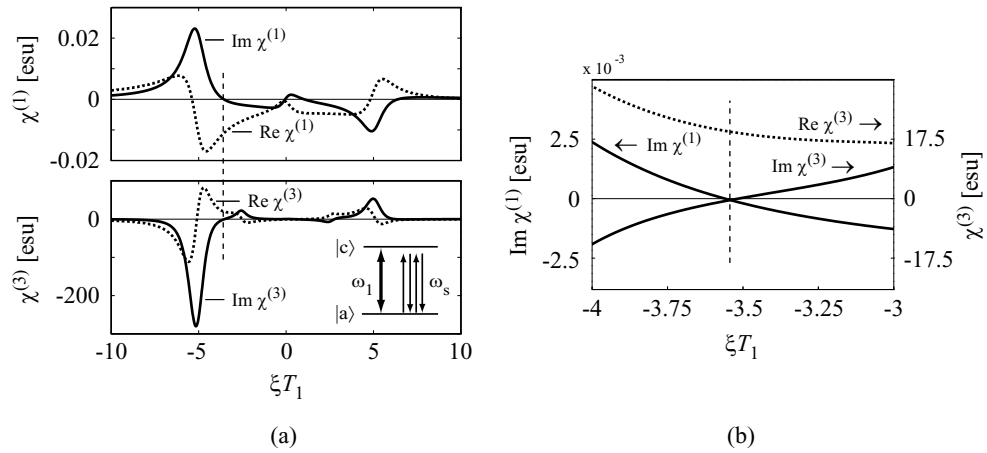 0.02
0
-0.02
χ(1) [esu]
Im χ(1)
Re χ(1)
0
-200
χ(3) [esu]
Re χ(3)
Im χ(3)
|c⟩
ω1
ωs
|a⟩
-10
-5
0
5
10
ξT1
(a)
x 10-3
2.5
0
-2.5
Im χ(1) [esu]
← Im χ(1)
Re χ(3) →
Im χ(3) →
17.5
0
-17.5
χ(3) [esu]
-4
-3.75
-3.5
-3.25
-3
ξT1
(b)